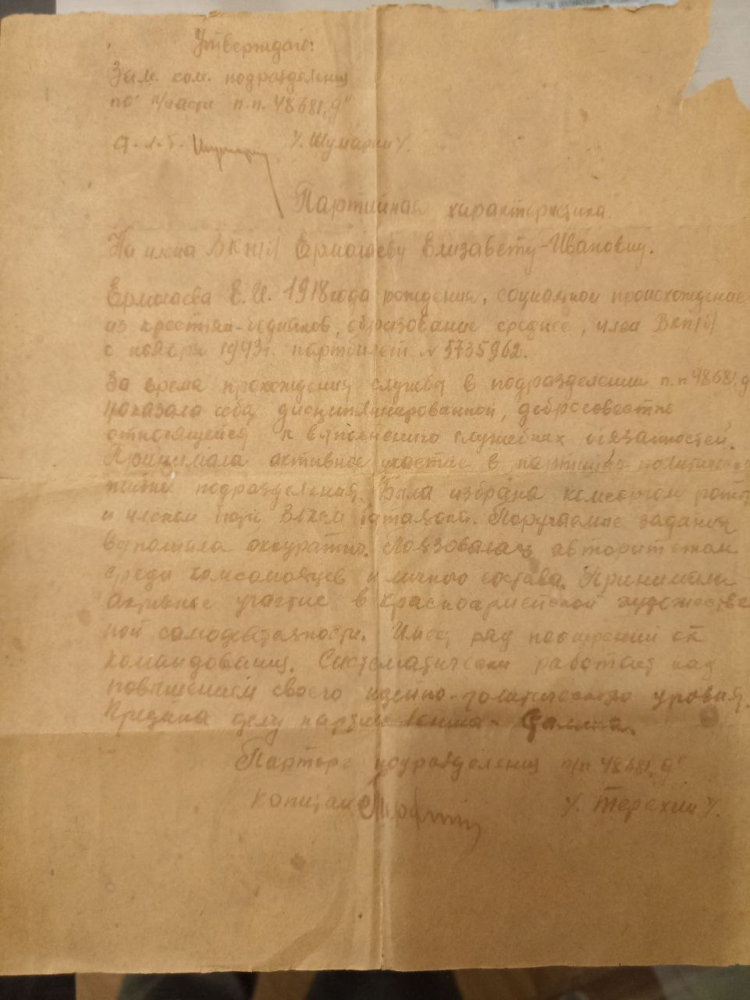 Утверждаю:
Зам. ком. подразделения
по п/части п.п. 48681 "Д"
/Шумарин/.
Партийная характеристика.
На члена ВКП/б/ Ермолаеву Елизавету-Ивановну.
Ермолаева Е.И. 1918 года рождения, социальное происхождение
из крестьян-бедняков, образование среднее, член ВКП/б/
с ноября 1943г. партбилет №5735962.
За время прохождения службы в подразделении п.п 48681 "Д
показала себя дисциплинированной, добросовестно
относящейся к выполнению служебных обязанностей.
Принимала активное участие в партийно политической
жизни подразделения. Была избрана комсоргом роты
и членом бюро ВЛКСМ батальона. Поручаемые задания
выполняла аккуратно. Пользовалась авторитетом
среди комсомольцев и личного состава. Принимала
активное участие в красноармейской художествен
ной самодеятельности. Имеет ряд поощрений от
командования. Систематически работает над
повышением своего идейно-политического уровня.
Предана делу партии Ленина - Сталина.
Парторг подразделения п/п 48681 "Д"
капитан /Терехин/.